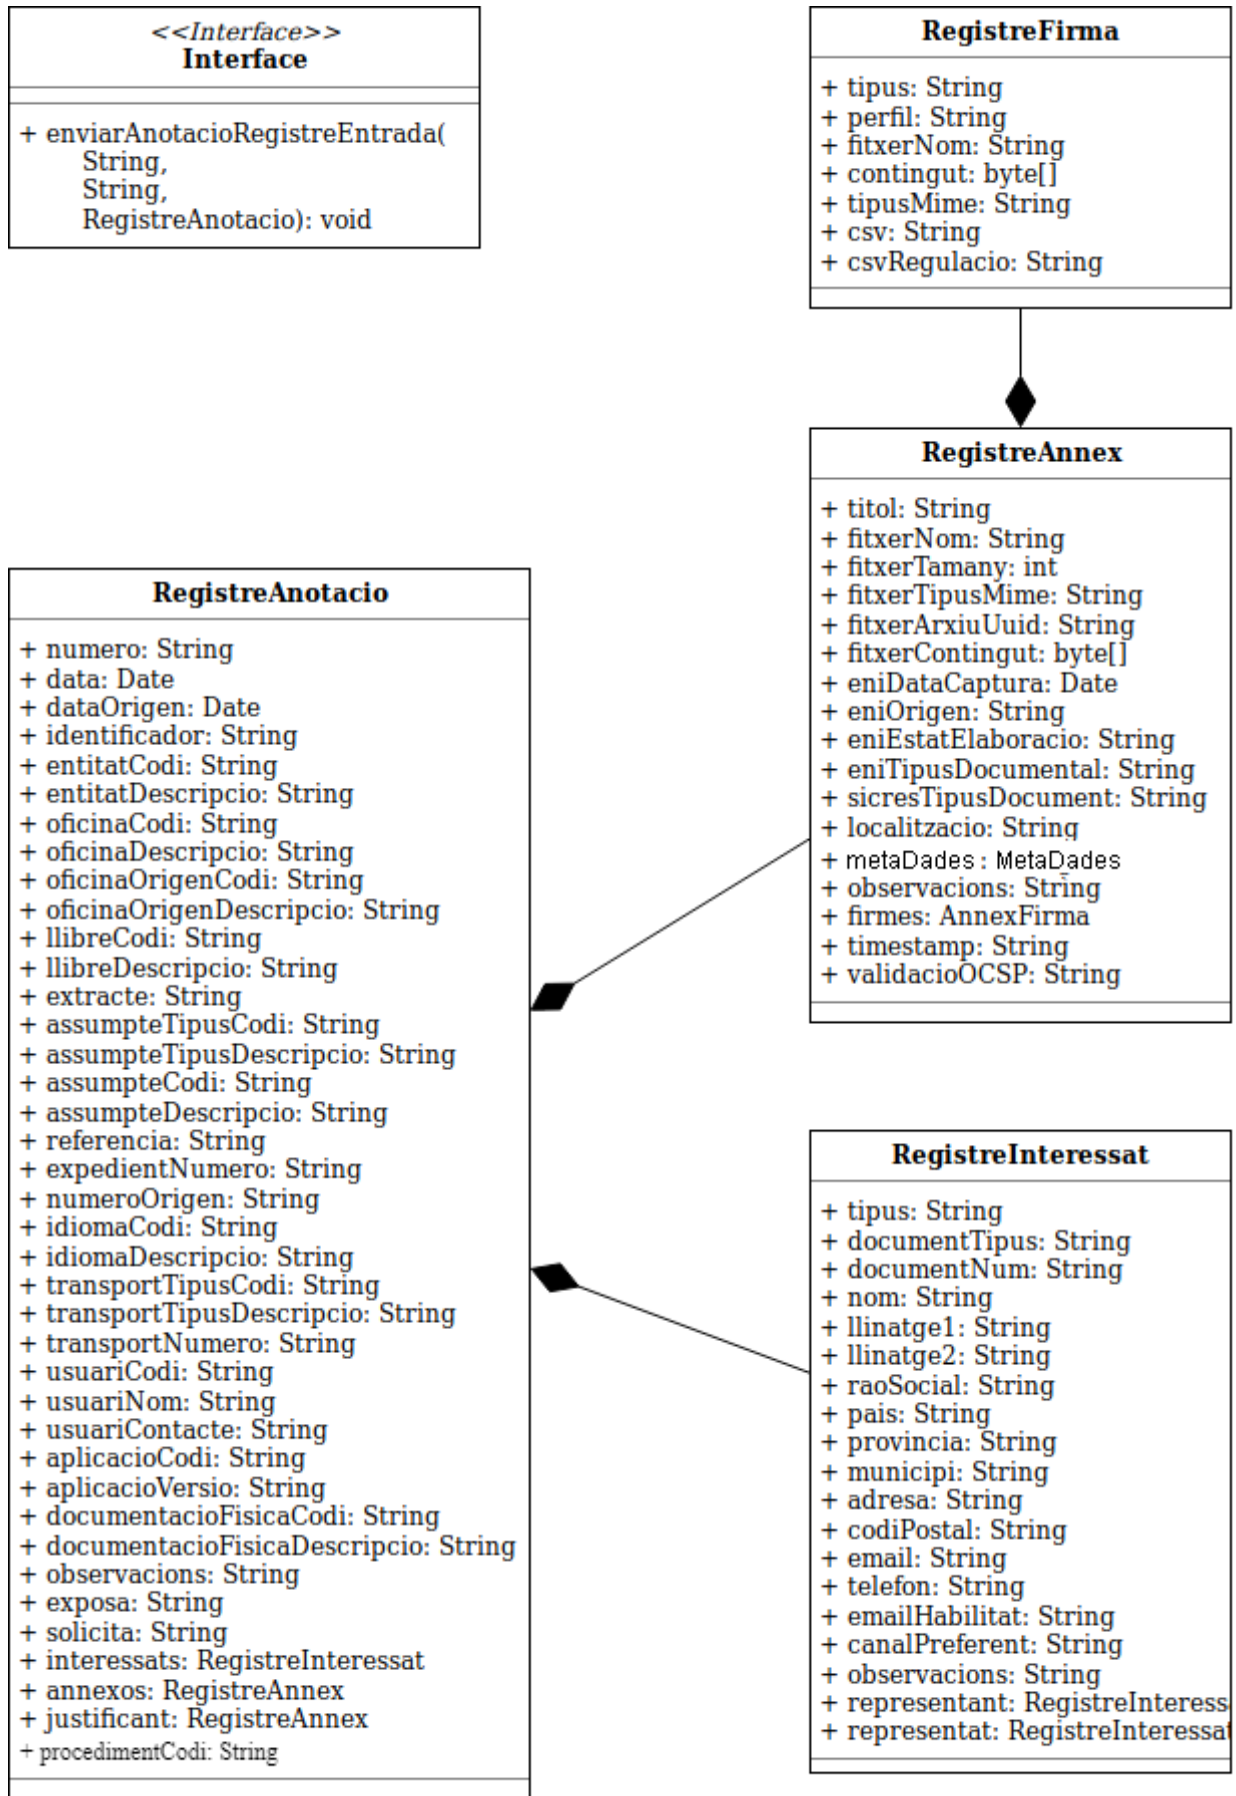 <<Interface>>
Interface
+ enviarAnotacioRegistreEntrada(
String,
String,
RegistreAnotacio): void
RegistreFirma
+ tipus: String
+ perfil: String
+ fitxerNom: String
+ contingut: byte[]
+ tipusMime: String
+ csv: String
+ csvRegulacio: String
RegistreAnnex
+ titol: String
+ fitxerNom: String
+ fitxerTamany: int
+ fitxerTipusMime: String
+ fitxerArxiuUuid: String
+ fitxerContingut: byte[]
+ eniDataCaptura: Date
+ eniOrigen: String
+ eniEstatElaboracio: String
+ eniTipusDocumental: String
+ sicresTipusDocument: String
+ localitzacio: String
+ metaDades : MetaDades
+ observacions: String
+ firmes: AnnexFirma
+ timestamp: String
+ validacioOCSP: String
RegistreAnotacio
+ numero: String
+ data: Date
+ dataOrigen: Date
+ identificador: String
+ entitatCodi: String
+ entitatDescripcio: String
+ oficinaCodi: String
+ oficinaDescripcio: String
+ oficinaOrigenCodi: String
+ oficinaOrigenDescripcio: String
+ llibreCodi: String
+ llibreDescripcio: String
+ extracte: String
+ assumpteTipusCodi: String
+ assumpteTipusDescripcio: String
+ assumpteCodi: String
+ assumpteDescripcio: String
+ referencia: String
+ expedientNumero: String
+ numeroOrigen: String
+ idiomaCodi: String
+ idiomaDescripcio: String
+ transportTipusCodi: String
+ transportTipusDescripcio: String
+ transportNumero: String
+ usuariCodi: String
+ usuariNom: String
+ usuariContacte: String
+ aplicacioCodi: String
+ aplicacioVersio: String
+ documentacioFisicaCodi: String
+ documentacioFisicaDescripcio: String
+ observacions: String
+ exposa: String
+ solicita: String
+ interessats: RegistreInteressat
+ annexos: RegistreAnnex
+ justificant: RegistreAnnex
+ procedimentCodi: String
RegistreInteressat
+ tipus: String
+ documentTipus: String
+ documentNum: String
+ nom: String
+ llinatge1: String
+ llinatge2: String
+ raoSocial: String
+ pais: String
+ provincia: String
+ municipi: String
+ adresa: String
+ codiPostal: String
+ email: String
+ telefon: String
+ emailHabilitat: String
+ canalPreferent: String
+ observacions: String
+ representant: RegistreInteress
+ representat: RegistreInteressat